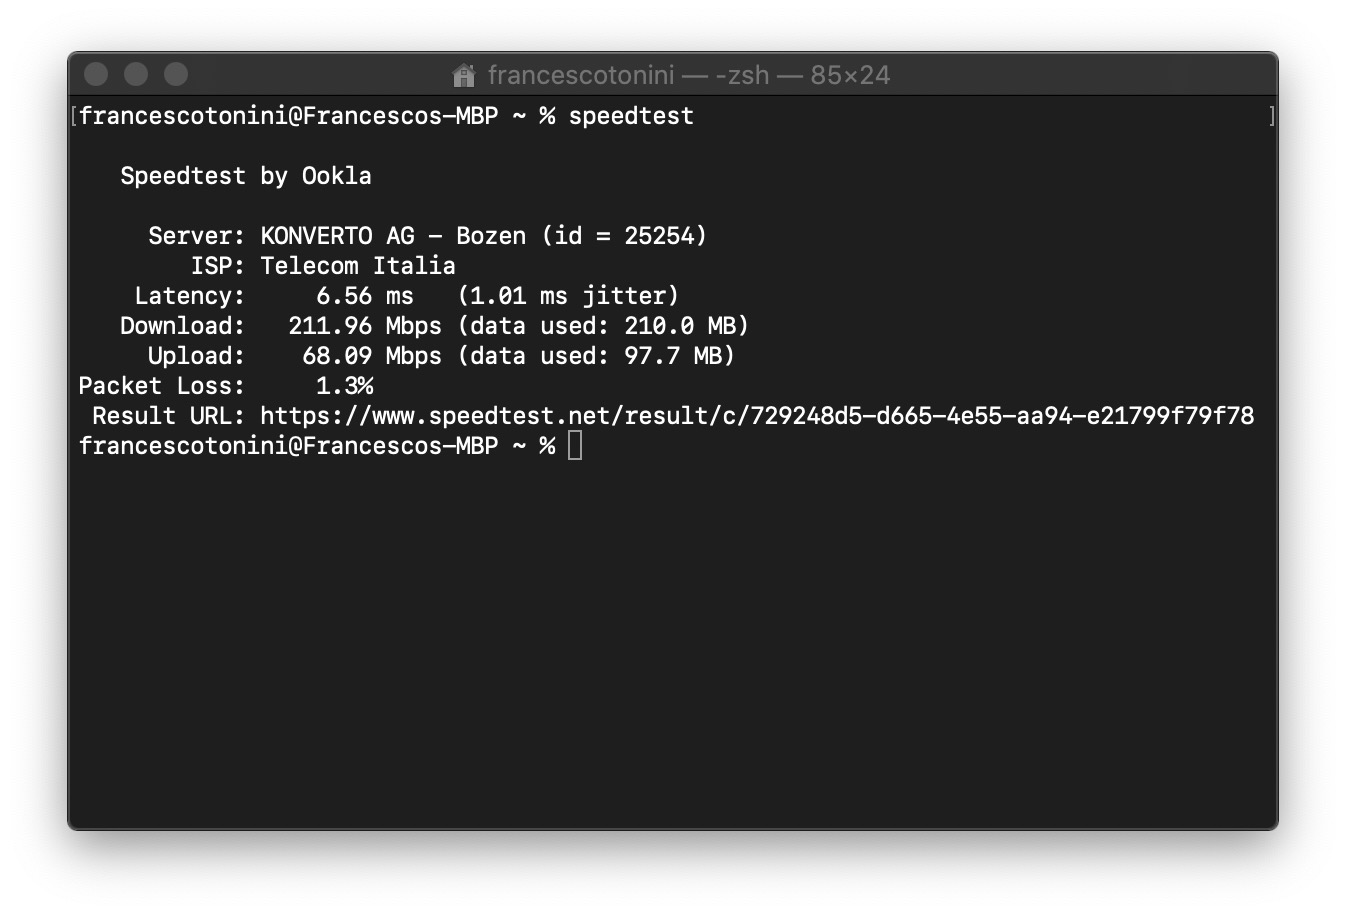 francescotonini — -zsh — 85×24
[francescotonini@Francescos-MBP ~ % speedtest ]
Speedtest by Ookla
Server: KONVERTO AG - Bozen (id = 25254)
ISP: Telecom Italia
Latency: 6.56 ms (1.01 ms jitter)
Download: 211.96 Mbps (data used: 210.0 MB)
Upload: 68.09 Mbps (data used: 97.7 MB)
Packet Loss: 1.3%
Result URL: https://www.speedtest.net/result/c/729248d5-d665-4e55-aa94-e21799f79f78
francescotonini@Francescos-MBP ~ %